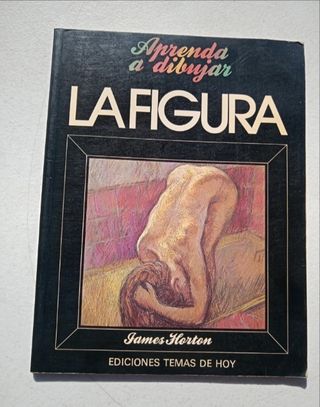 Aprenda
a dibujar
LA FIGURA
James Horton
EDICIONES TEMAS DE HOY